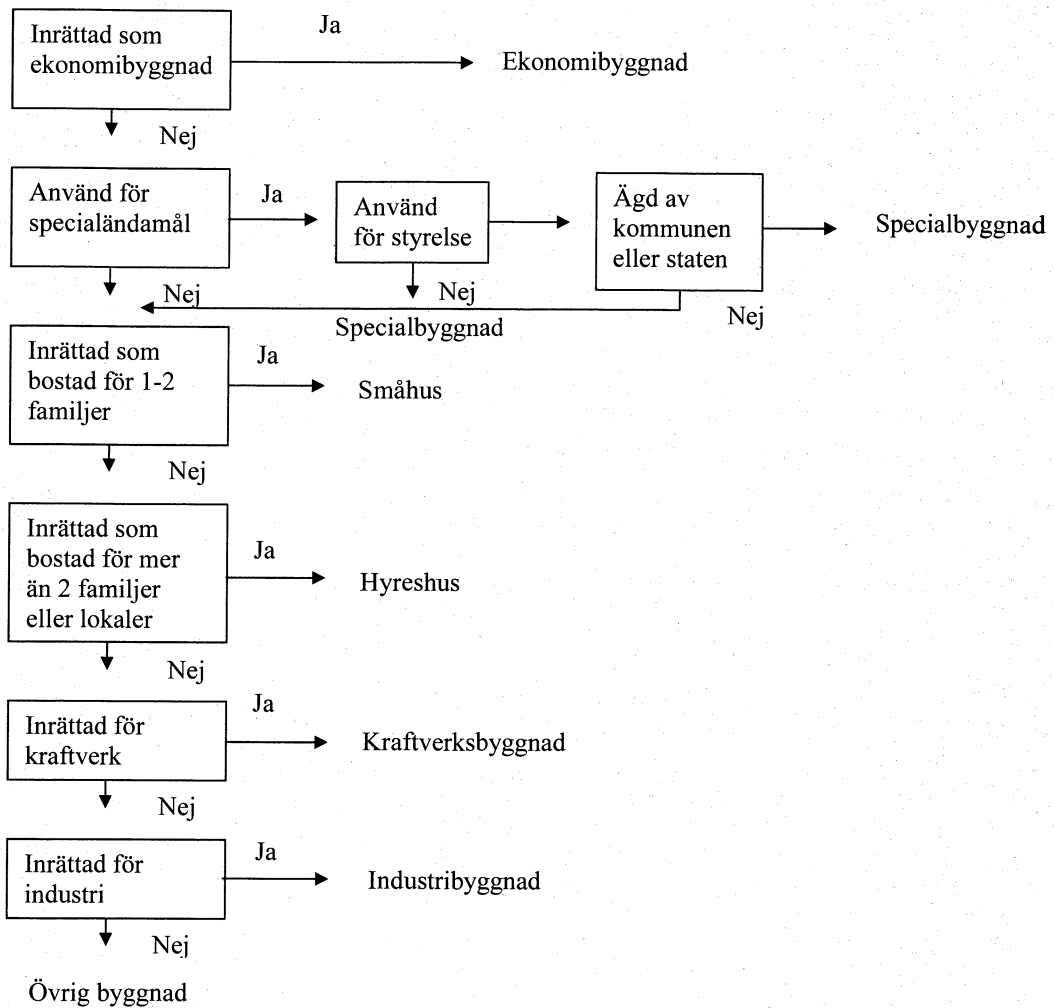 Ja
Inrättad som
ekonomibyggnad
Ekonomibyggnad
Nej
Använd för
specialändamål
Ja
Använd
för styrelse
Ägd av
kommunen
eller staten
Specialbyggnad
Nej
Nej
Nej
Specialbyggnad
Inrättad som
bostad för 1-2
familjer
Ja
Småhus
Nej
Inrättad som
bostad för mer
än 2 familjer
eller lokaler
Ja
Hyreshus
Nej
Inrättad för
kraftverk
Ja
Kraftverksbyggnad
Nej
Inrättad för
industri
Ja
Industribyggnad
Nej
Övrig byggnad